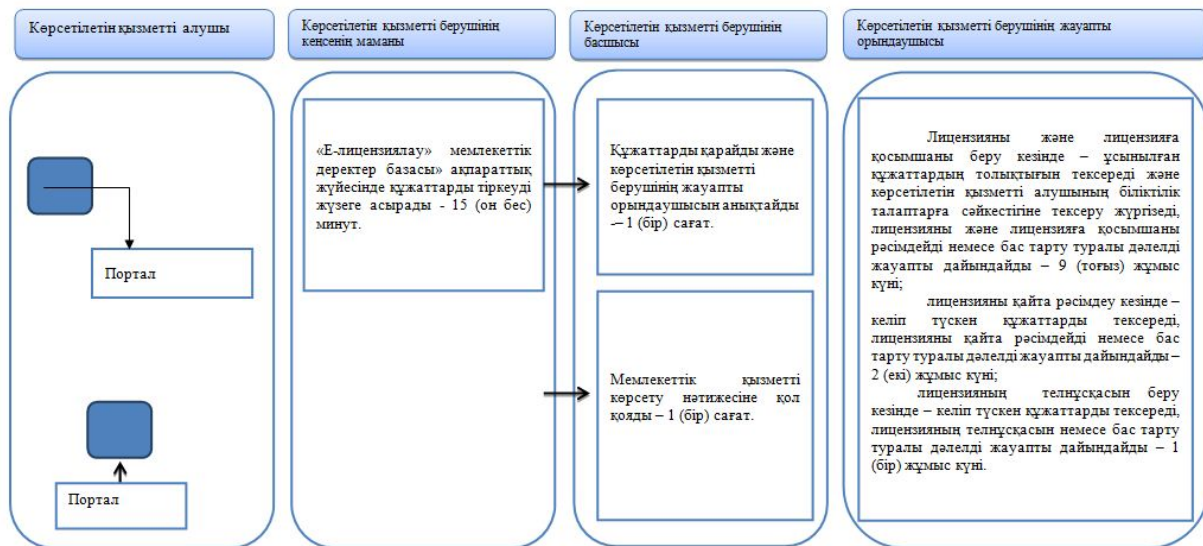 Көрсетілетін қызметті алушы
Көрсетілетін қызметті берушінің
кеңсенің маманы
Көрсетілетін қызметті берушінің
басшысы
Көрсетілетін қызметті берушінің жауапты
орындаушысы
Портал
Портал
«Е-лицензиялау» мемлекеттік
деректер базасы» ақпараттық
жүйесінде құжаттарды тіркеуді
жүзеге асырады - 15 (он бес)
минут.
Құжаттарды қарайды және
көрсетілетін қызметті
берушінің жауапты
орындаушысын анықтайды
-– 1 (бір) сағат.
Мемлекеттік қызметті
көрсету нәтижесіне қол
қояды – 1 (бір) сағат.
Лицензияны және лицензияға
қосымшаны беру кезінде – ұсынылған
құжаттардың толықтығын тексереді және
көрсетілетін қызметті алушының біліктілік
талаптарға сәйкестігіне тексеру жүргізеді,
лицензияны және лицензияға қосымшаны
рәсімдейді немесе бас тарту туралы дәлелді
жауапты дайындайды – 9 (тоғыз) жұмыс
күні;
лицензияны қайта рәсімдеу кезінде –
келіп түскен құжаттарды тексереді,
лицензияны қайта рәсімдейді немесе бас
тарту туралы дәлелді жауапты дайындайды –
2 (екі) жұмыс күні;
лицензияның телнұсқасын беру
кезінде – келіп түскен құжаттарды тексереді,
лицензияның телнұсқасын немесе бас тарту
туралы дәлелді жауапты дайындайды – 1
(бір) жұмыс күні.